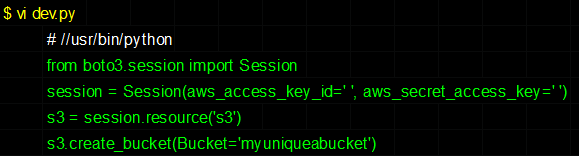 $ vi dev.py
# //usr/bin/python
from boto3.session import Session
session = Session(aws_access_key_id=' ', aws_secret_access_key=' ')
s3 = session.resource('s3')
s3.create_bucket(Bucket='myuniqueabucket')